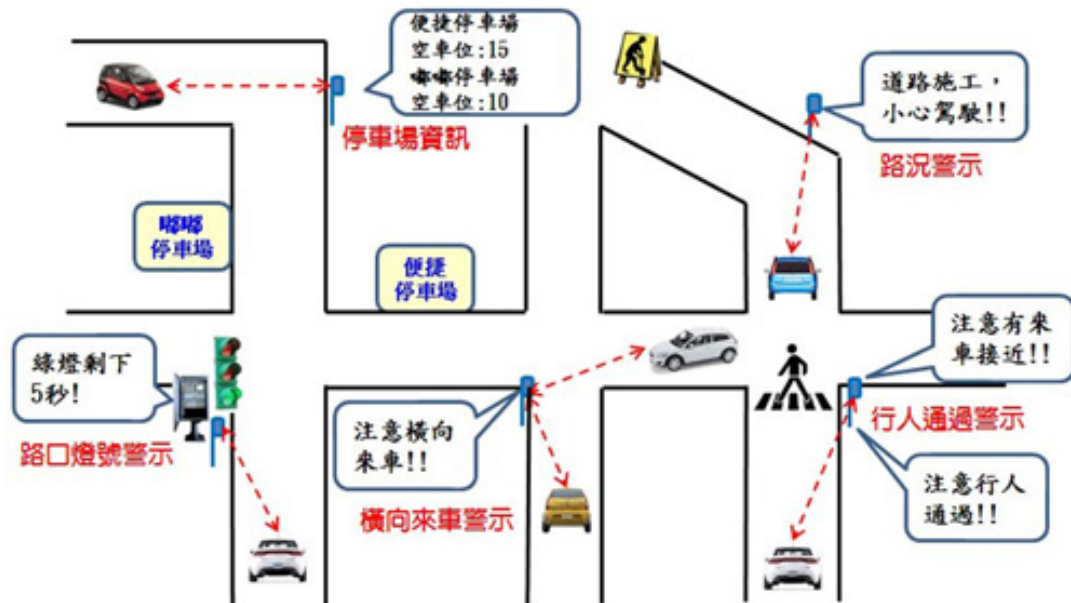 便捷停車場
空車位:15
嘟嘟停車場
空車位:10
停車場資訊
道路施工,
小心駕駛!!
路況警示
嘟嘟
停車場
便捷
停車場
綠燈剩下
5秒!
路口燈號警示
注意橫向
來車!!
橫向來車警示
注意有來
車接近!!
行人通過警示
注意行人
通過!!